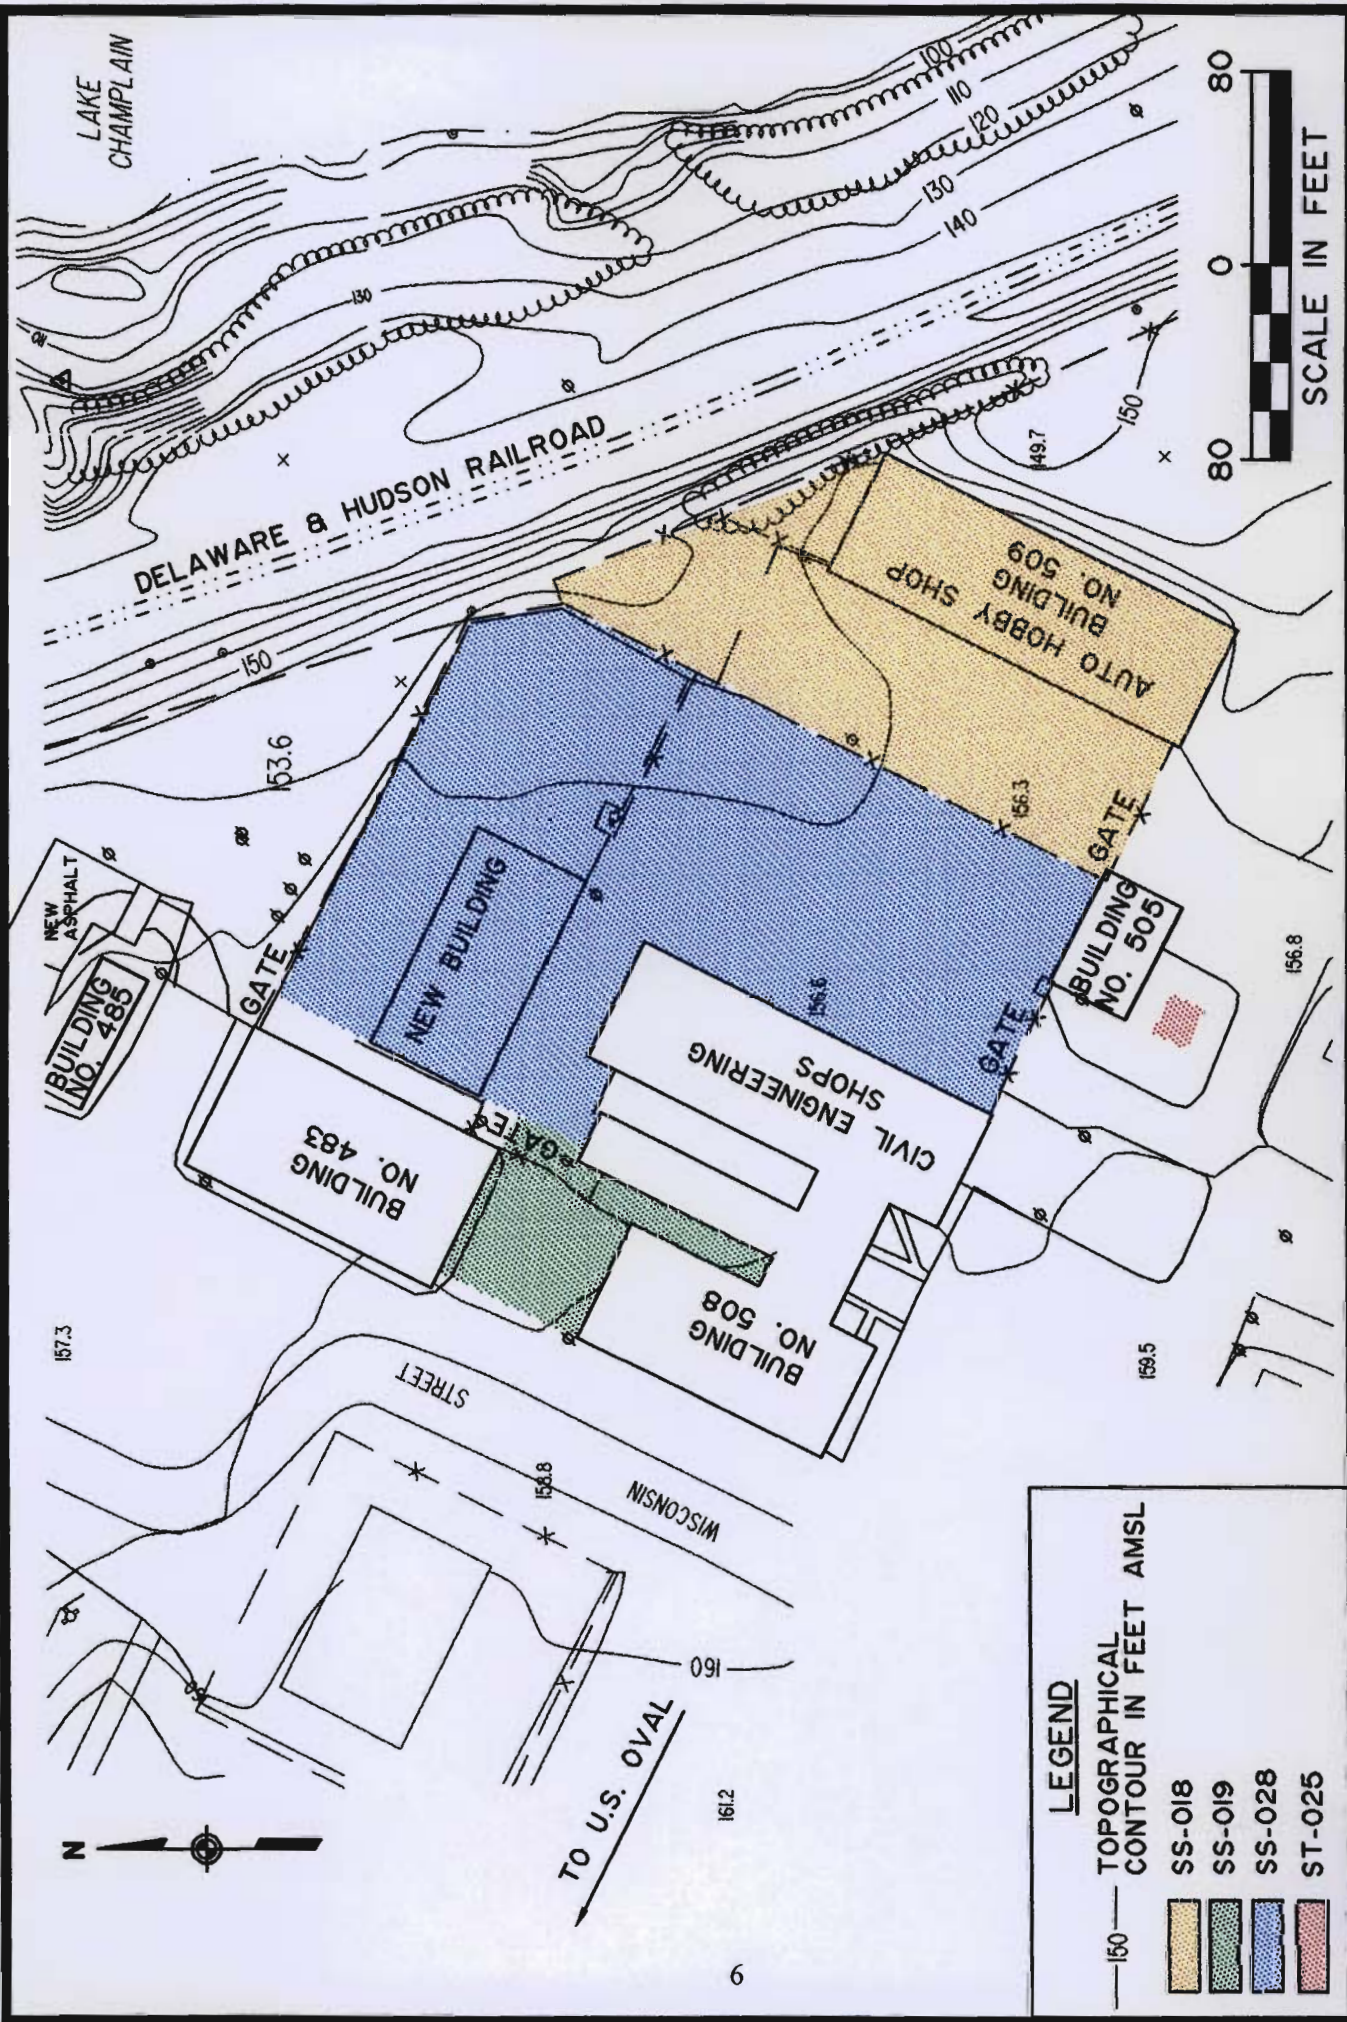 LAKE
CHAMPLAIN
100
110
120
130
140
130
110
DELAWARE & HUDSON RAILROAD
150
150
149.7
153.6
AUTO HOBBY SHOP
BUILDING
NO. 509
156.3
GATE
NEW
ASPHALT
BUILDING
NO. 485
GATE
NEW BUILDING
BUILDING
NO. 505
156.8
156.6
GATE
CIVIL ENGINEERING
SHOPS
BUILDING
NO. 483
GATE
BUILDING
NO. 508
157.3
159.5
WISCONSIN
STREET
158.8
160
161.2
TO U.S. OVAL
N
80
0
80
SCALE IN FEET
LEGEND
150
TOPOGRAPHICAL
CONTOUR IN FEET AMSL
SS-018
SS-019
SS-028
ST-025
6